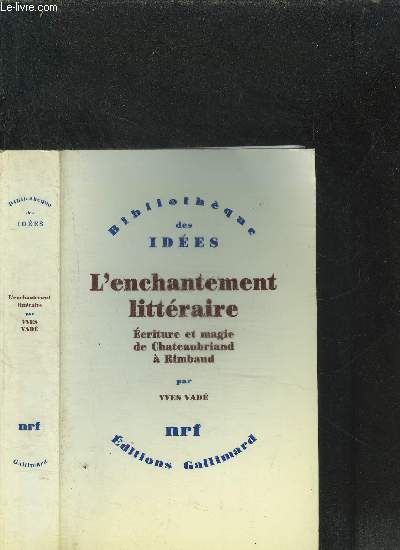 Le-livre.com
Bibliothèque
des
IDÉES
L'enchantement
littéraire
par
YVES
VADÉ
nrf
Gallimard
Bibliothèque
des
IDÉES
L'enchantement
littéraire
Écriture et magie
de Chateaubriand
à Rimbaud
par
YVES VADÉ
nrf
Éditions Gallimard